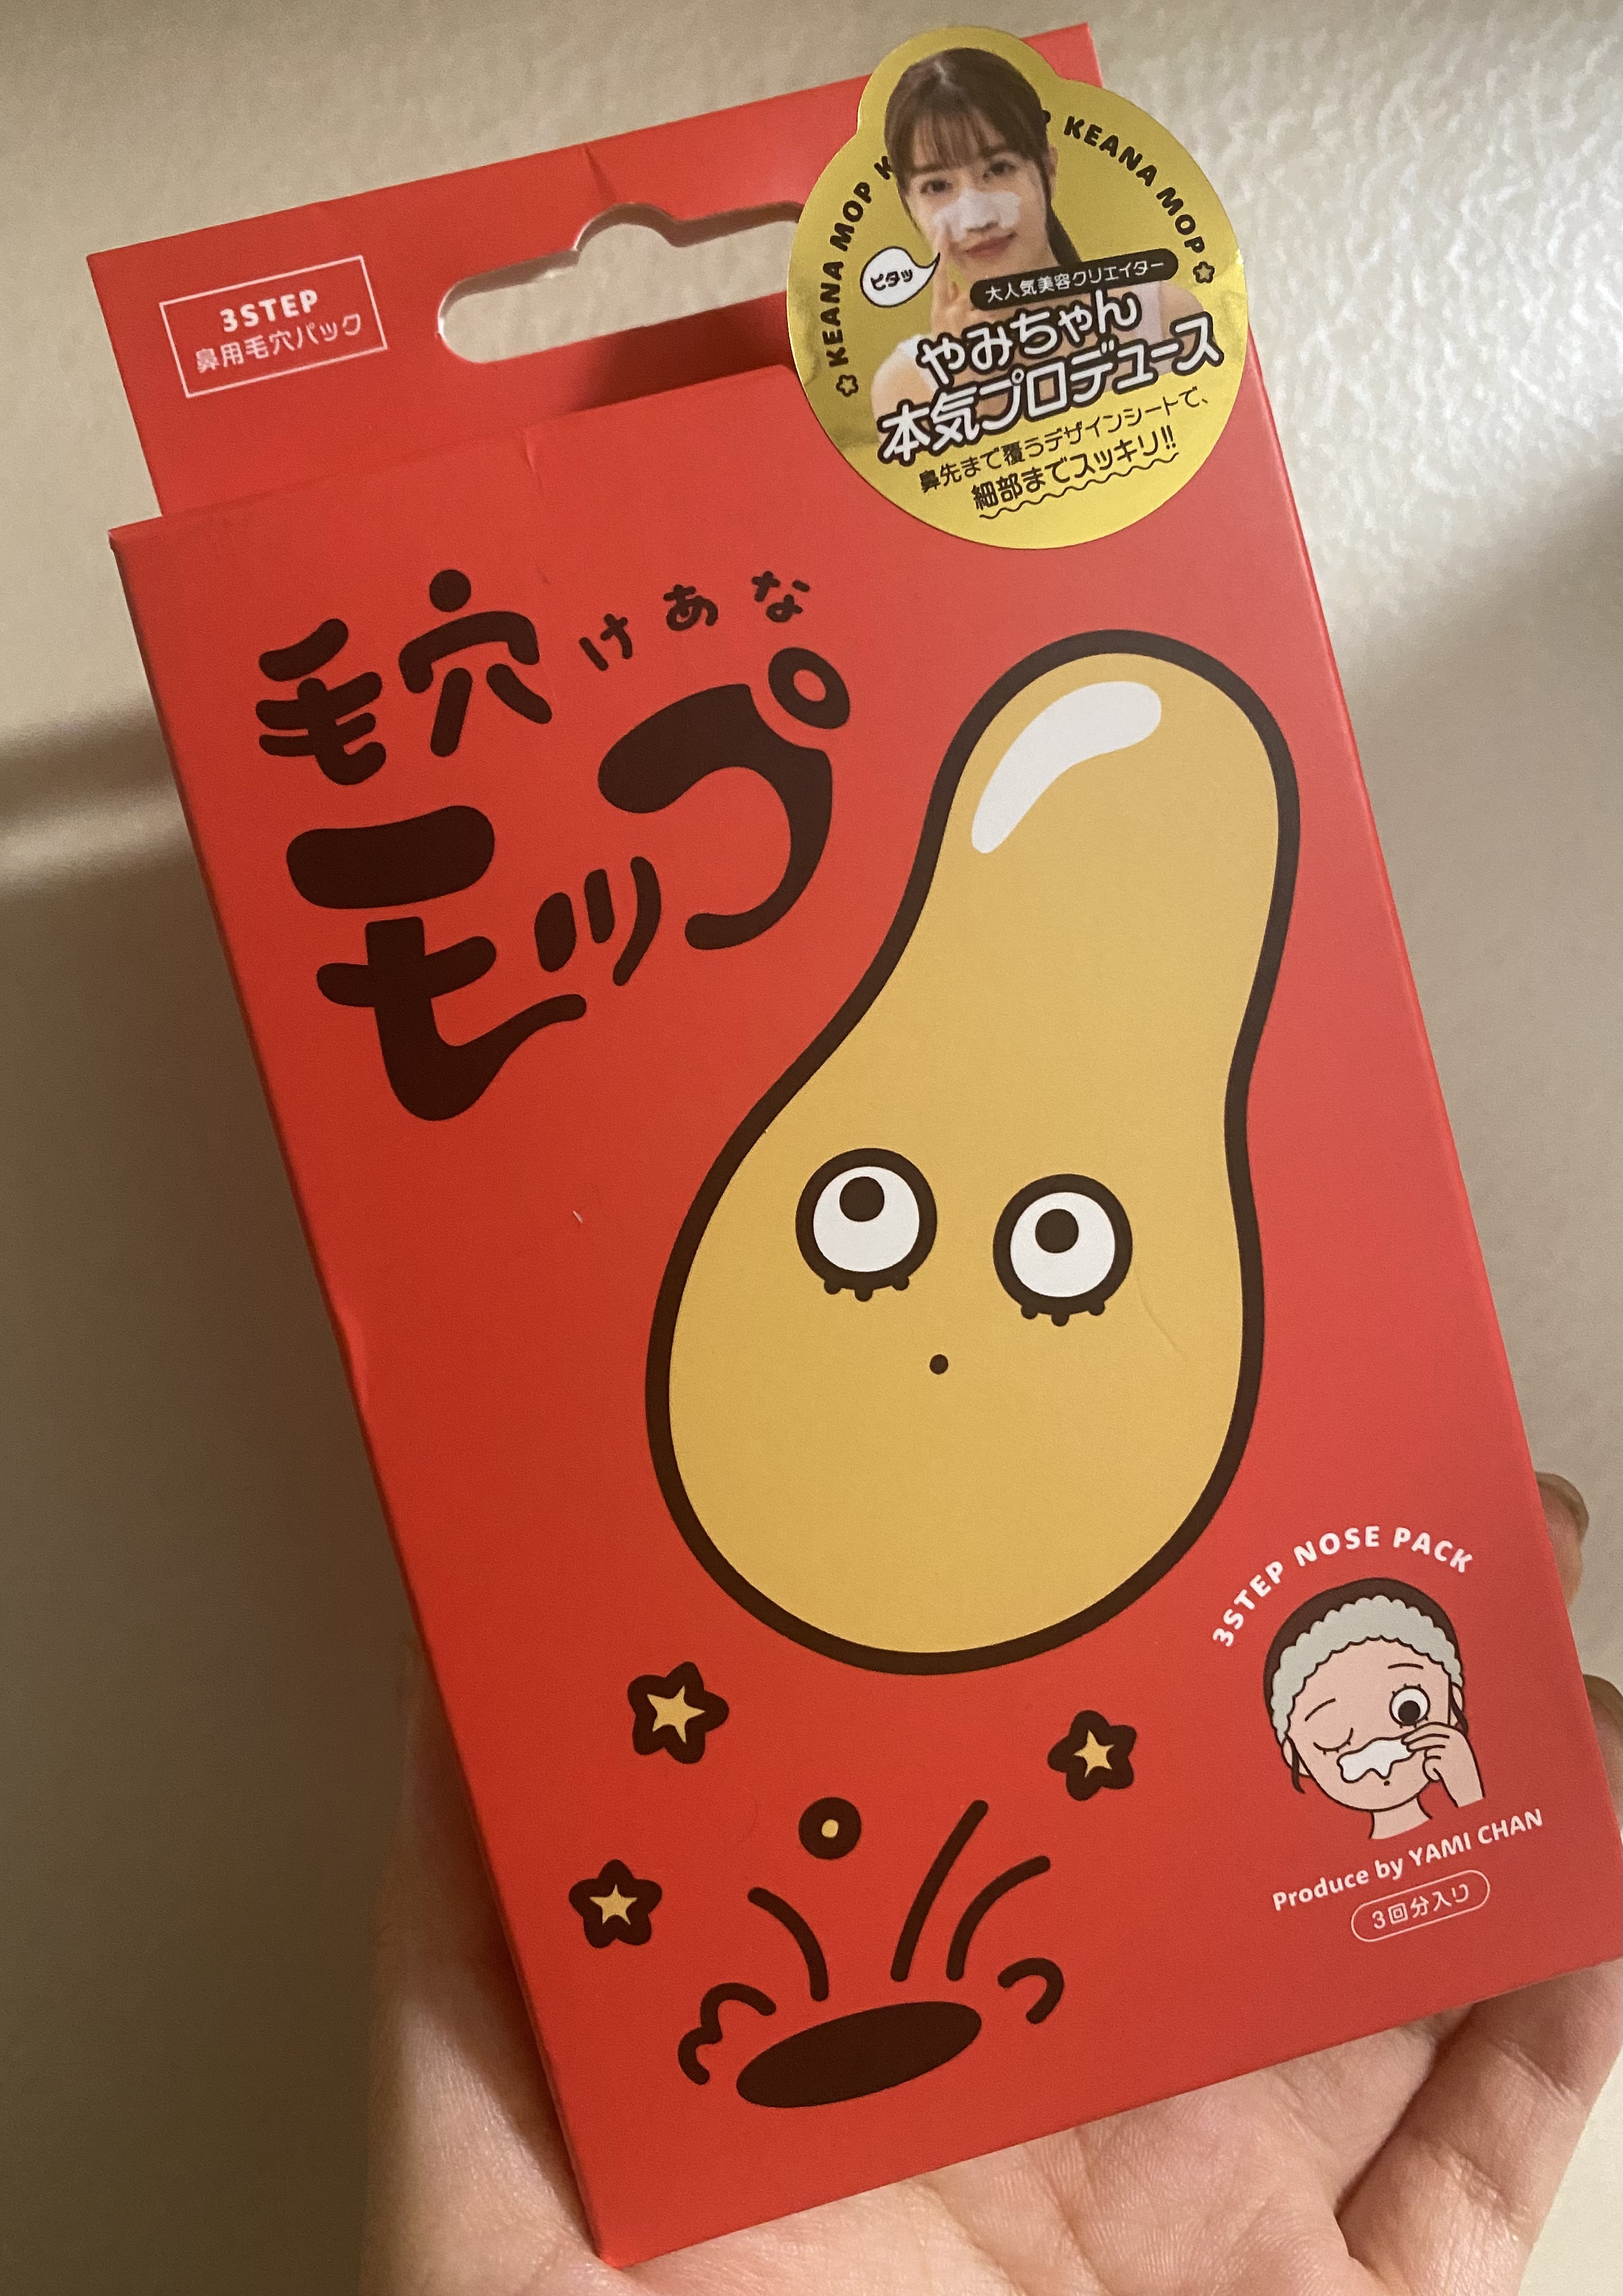 3STEP
鼻用毛穴パック
KEANA MOP
KEANA MOP
ピタッ
大人気美容クリエイター
やみちゃん
本気プロデュース
鼻先まで覆うデザインシートで、
細部までスッキリ!!
毛穴けあな
モップ
3STEP NOSE PACK
Produce by YAMI CHAN
3回分入り